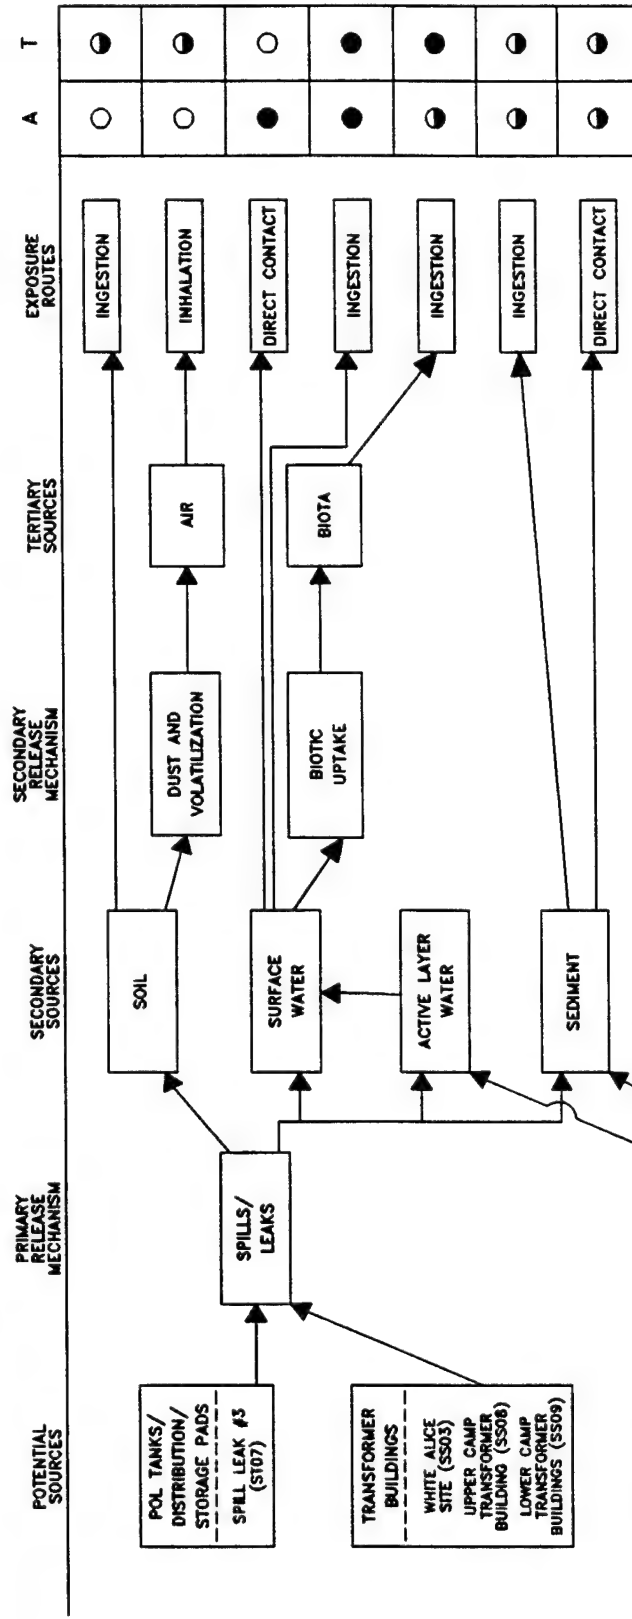 POTENTIAL
SOURCES
PRIMARY
RELEASE
MECHANISM
SECONDARY
SOURCES
SECONDARY
RELEASE
MECHANISM
TERTIARY
SOURCES
EXPOSURE
ROUTES
A
T
POL TANKS/
DISTRIBUTION/
STORAGE PADS
SPILL LEAK #3
(ST07)
TRANSFORMER
BUILDINGS
WHITE ALICE
SITE (SS03)
UPPER CAMP
TRANSFORMER
BUILDING (SS08)
LOWER CAMP
TRANSFORMER
BUILDINGS (SS09)
SPILLS/
LEAKS
SOIL
SURFACE
WATER
ACTIVE LAYER
WATER
SEDIMENT
DUST AND
VOLATILIZATION
BIOTIC
UPTAKE
AIR
BIOTA
INGESTION
INHALATION
DIRECT CONTACT
INGESTION
INGESTION
INGESTION
DIRECT CONTACT